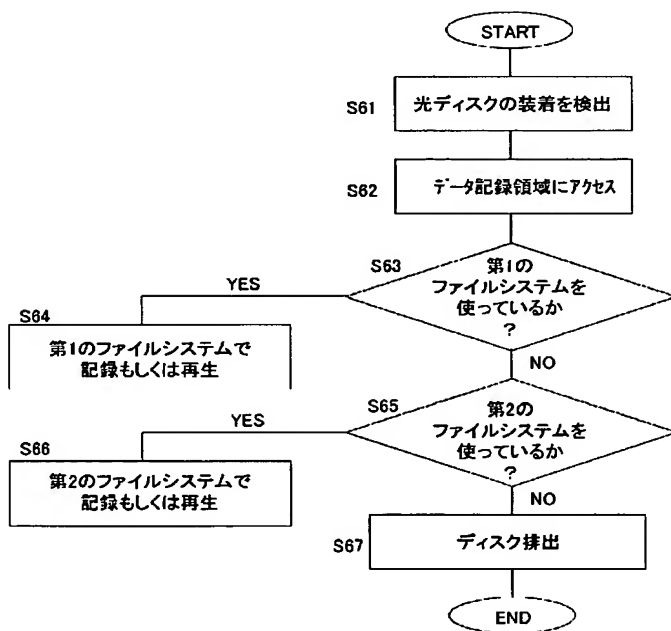 START
S61
光ディスクの装着を検出
S62
データ記録領域にアクセス
S63
第1の
ファイルシステムを
使っているか
?
YES
S64
第1のファイルシステムで
記録もしくは再生
NO
S65
第2の
ファイルシステムを
使っているか
?
YES
S66
第2のファイルシステムで
記録もしくは再生
NO
S67
ディスク排出
END